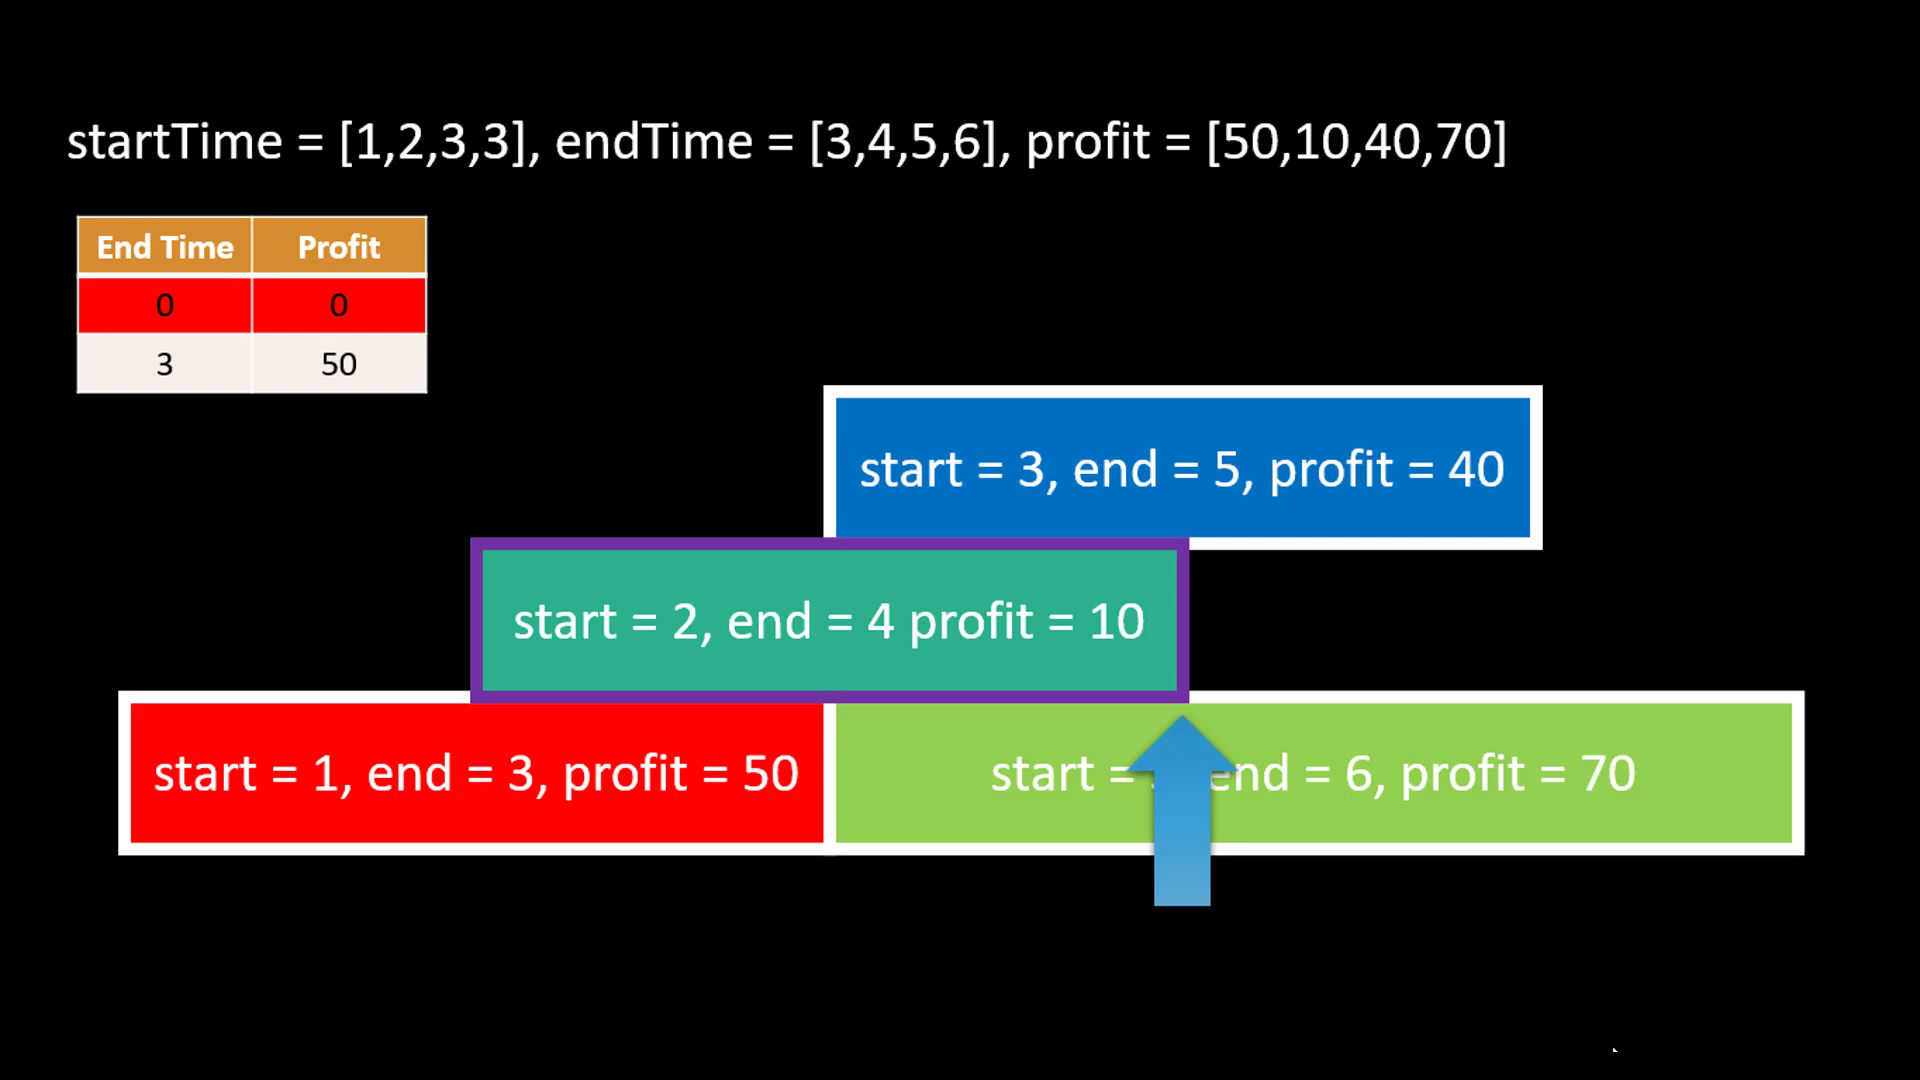 startTime = [1,2,3,3], endTime = [3,4,5,6], profit = [50,10,40,70]
End Time Profit
0 0
3 50
start = 3, end = 5, profit = 40
start = 2, end = 4 profit = 10
start = 1, end = 3, profit = 50
start = end = 6, profit = 70